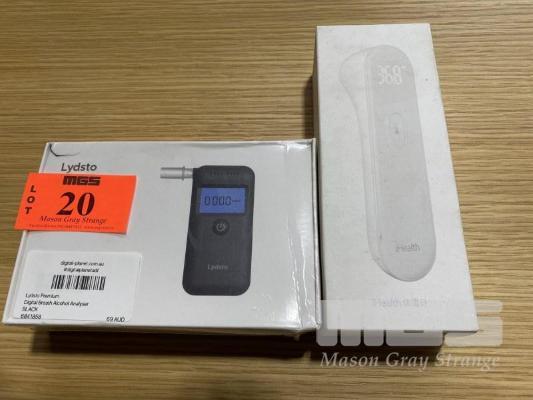 Lydsto
LOT
MGS
20
Mason Gray Strange
digital-planet.com.au
Lydsto Premium
Digital Breath Alcohol Analyser
BLACK
69 AUD
0.000
Lydsto
36.8
iHealth
iHealth
MGS
Mason Gray Strange